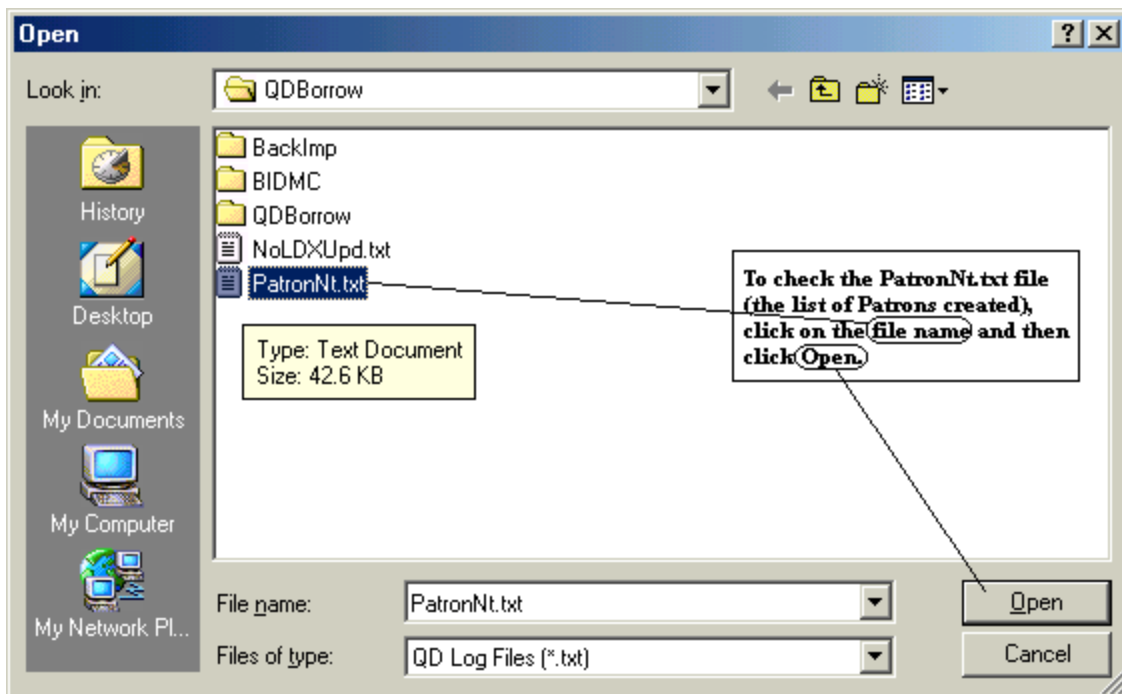 Open
Look in:
QDBorrow
History
Desktop
My Documents
My Computer
My Network Pl...
BackImp
BIDMC
QDBorrow
NoLDXUpd.txt
PatronNt.txt
Type: Text Document
Size: 42.6 KB
To check the PatronNt.txt file
(the list of Patrons created),
click on the file name and then
click Open.
File name:
PatronNt.txt
Open
Files of type:
QD Log Files (*.txt)
Cancel